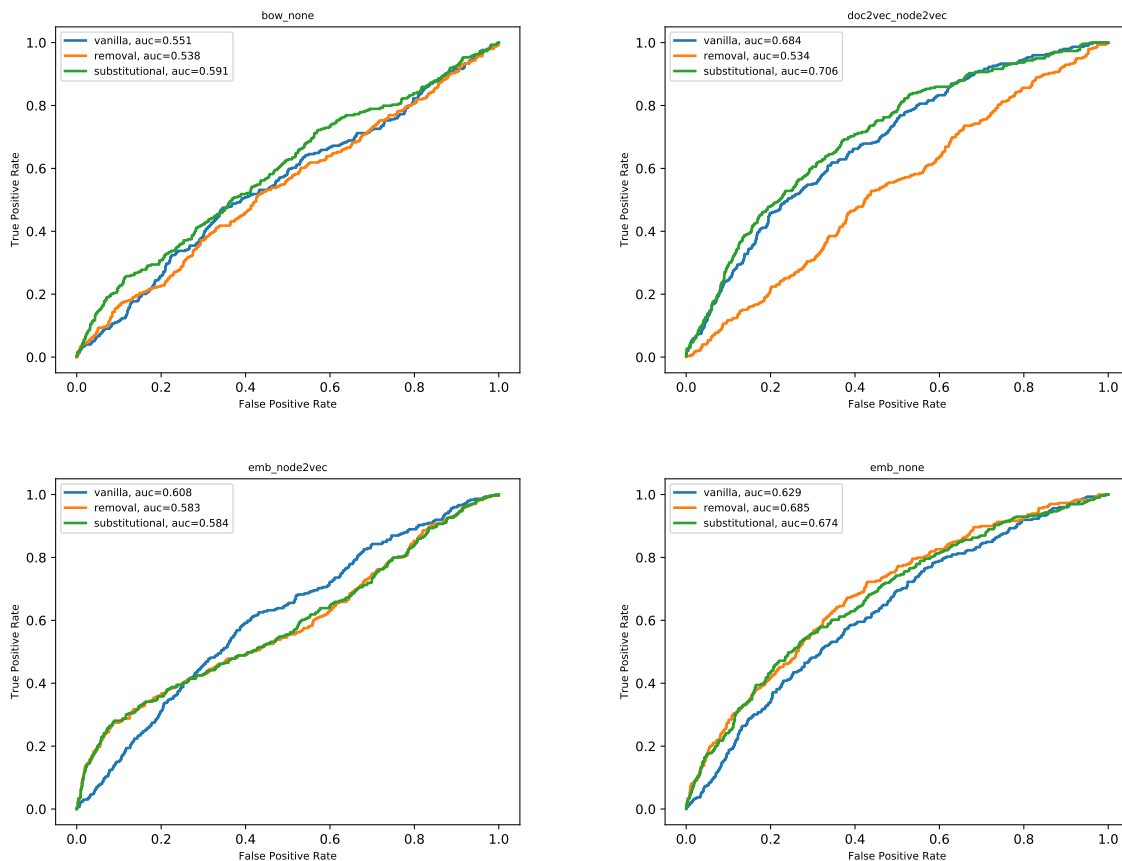 bow_none
vanilla, auc=0.551
removal, auc=0.538
substitutional, auc=0.591
True Positive Rate
1.0
0.8
0.6
0.4
0.2
0.0
0.0 0.2 0.4 0.6 0.8 1.0
False Positive Rate
doc2vec_node2vec
vanilla, auc=0.684
removal, auc=0.534
substitutional, auc=0.706
True Positive Rate
1.0
0.8
0.6
0.4
0.2
0.0
0.0 0.2 0.4 0.6 0.8 1.0
False Positive Rate
emb_node2vec
vanilla, auc=0.608
removal, auc=0.583
substitutional, auc=0.584
True Positive Rate
1.0
0.8
0.6
0.4
0.2
0.0
0.0 0.2 0.4 0.6 0.8 1.0
False Positive Rate
emb_none
vanilla, auc=0.629
removal, auc=0.685
substitutional, auc=0.674
True Positive Rate
1.0
0.8
0.6
0.4
0.2
0.0
0.0 0.2 0.4 0.6 0.8 1.0
False Positive Rate